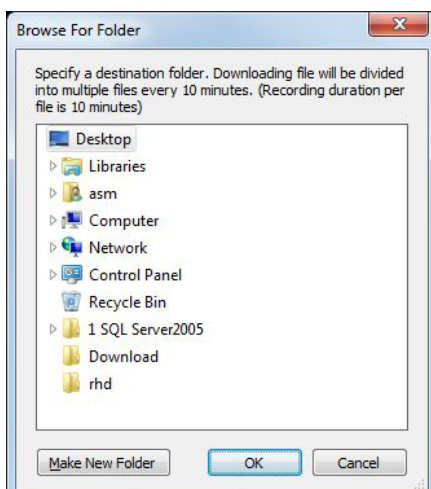 Browse For Folder
Specify a destination folder. Downloading file will be divided
into multiple files every 10 minutes. (Recording duration per
file is 10 minutes)
Desktop
Libraries
asm
Computer
Network
Control Panel
Recycle Bin
1 SQL Server2005
Download
rhd
Make New Folder
OK
Cancel